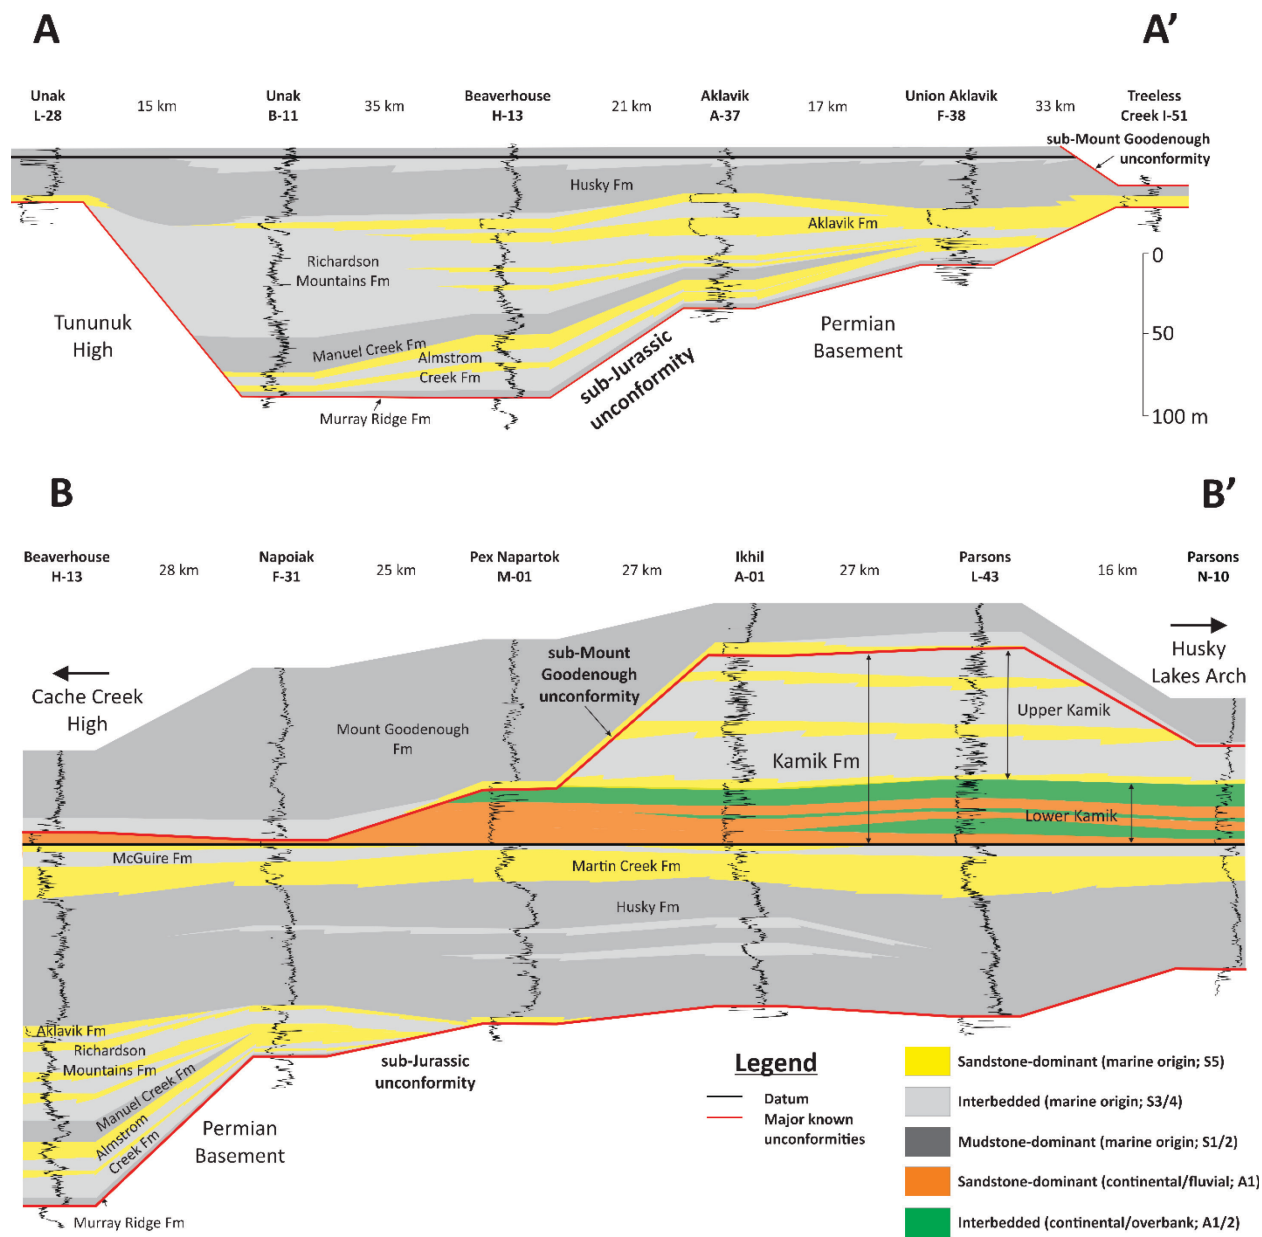 A
A’
Unak
L-28
15 km
Unak
B-11
35 km
Beaverhouse
H-13
21 km
Aklavik
A-37
17 km
Union Aklavik
F-38
33 km
Treeless
Creek I-51
sub-Mount Goodenough
unconformity
Husky Fm
Aklavik Fm
Richardson
Mountains Fm
Tununuk
High
Manuel Creek Fm
Almstrom
Creek Fm
Murray Ridge Fm
sub-Jurassic
unconformity
Permian
Basement
0
50
100 m
B
B’
Beaverhouse
H-13
28 km
Napoiak
F-31
25 km
Pex Napartok
M-01
27 km
Ikhil
A-01
27 km
Parsons
L-43
16 km
Parsons
N-10
Cache Creek
High
Husky
Lakes Arch
sub-Mount
Goodenough
unconformity
Mount Goodenough
Fm
Upper Kamik
Kamik Fm
Lower Kamik
McGuire Fm
Martin Creek Fm
Husky Fm
Aklavik Fm
Richardson
Mountains Fm
Manuel Creek Fm
Almstrom
Creek Fm
Murray Ridge Fm
sub-Jurassic
unconformity
Permian
Basement
Legend
Datum
Major known
unconformities
Sandstone-dominant (marine origin; S5)
Interbedded (marine origin; S3/4)
Mudstone-dominant (marine origin; S1/2)
Sandstone-dominant (continental/fluvial; A1)
Interbedded (continental/overbank; A1/2)